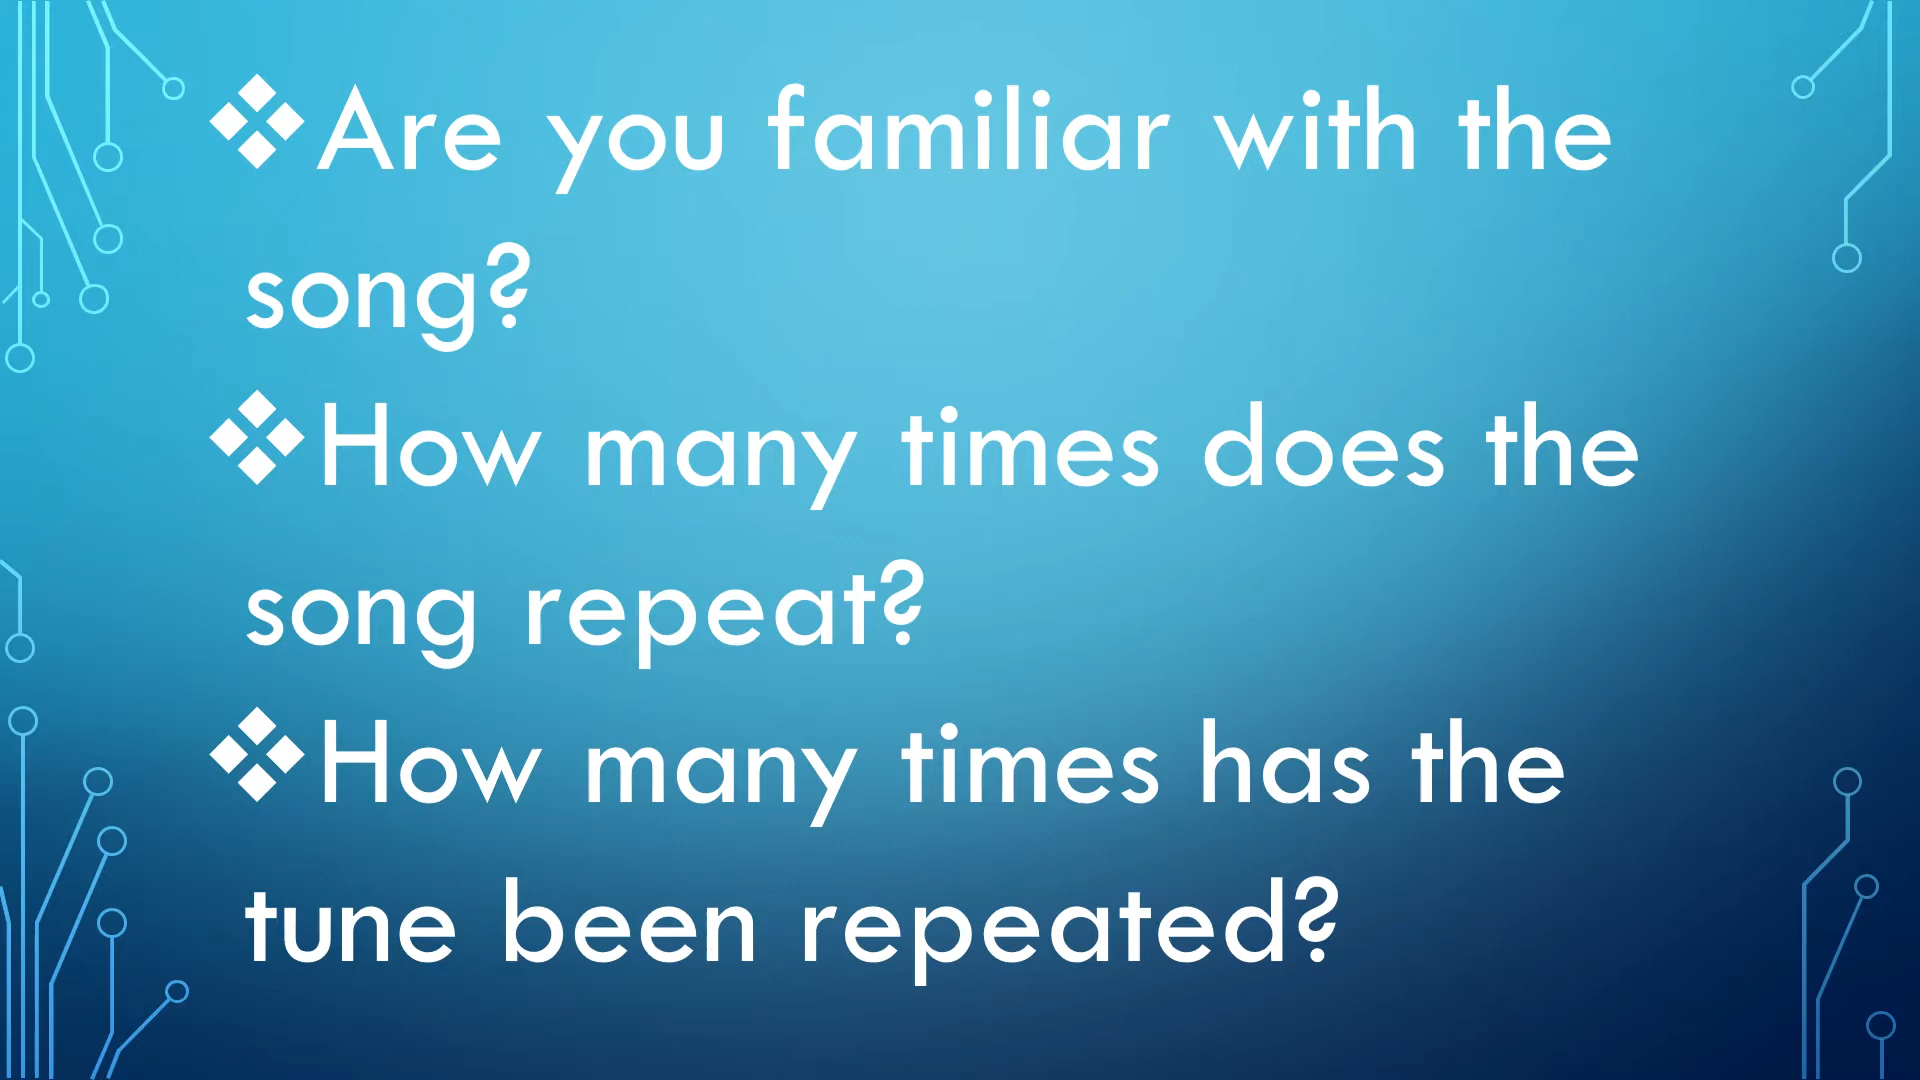 ❖Are you familiar with the
song?
❖How many times does the
song repeat?
❖How many times has the
tune been repeated?